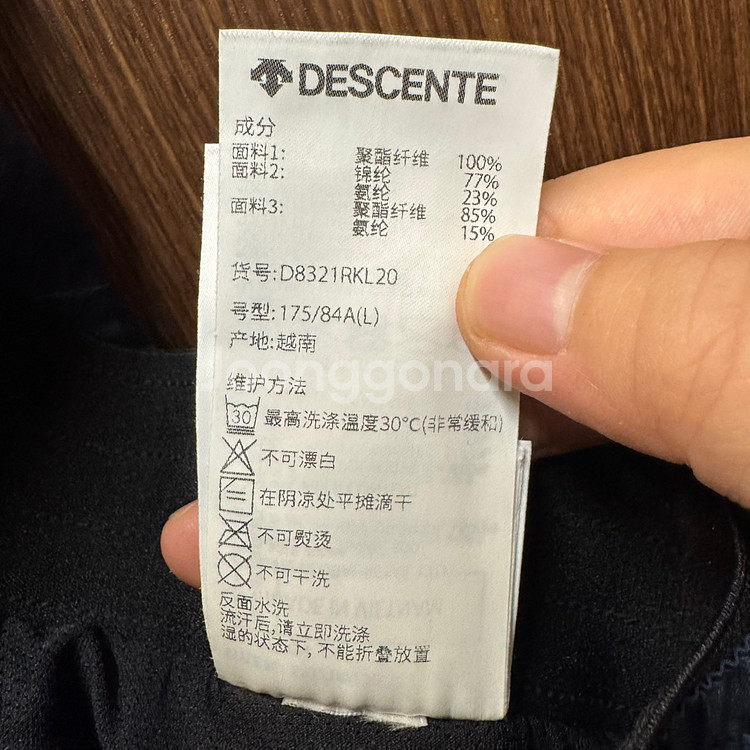 DESCENTE
成分
面料1: 聚酯纤维 100%
面料2: 锦纶 77%
氨纶 23%
面料3: 聚酯纤维 85%
氨纶 15%
货号:D8321RKL20
号型:175/84A(L)
产地:越南
维护方法
30 最高洗涤温度30°C(非常缓和)
不可漂白
在阴凉处平摊滴干
不可熨烫
不可干洗
反面水洗
流汗后,请立即洗涤
湿的状态下, 不能折叠放置